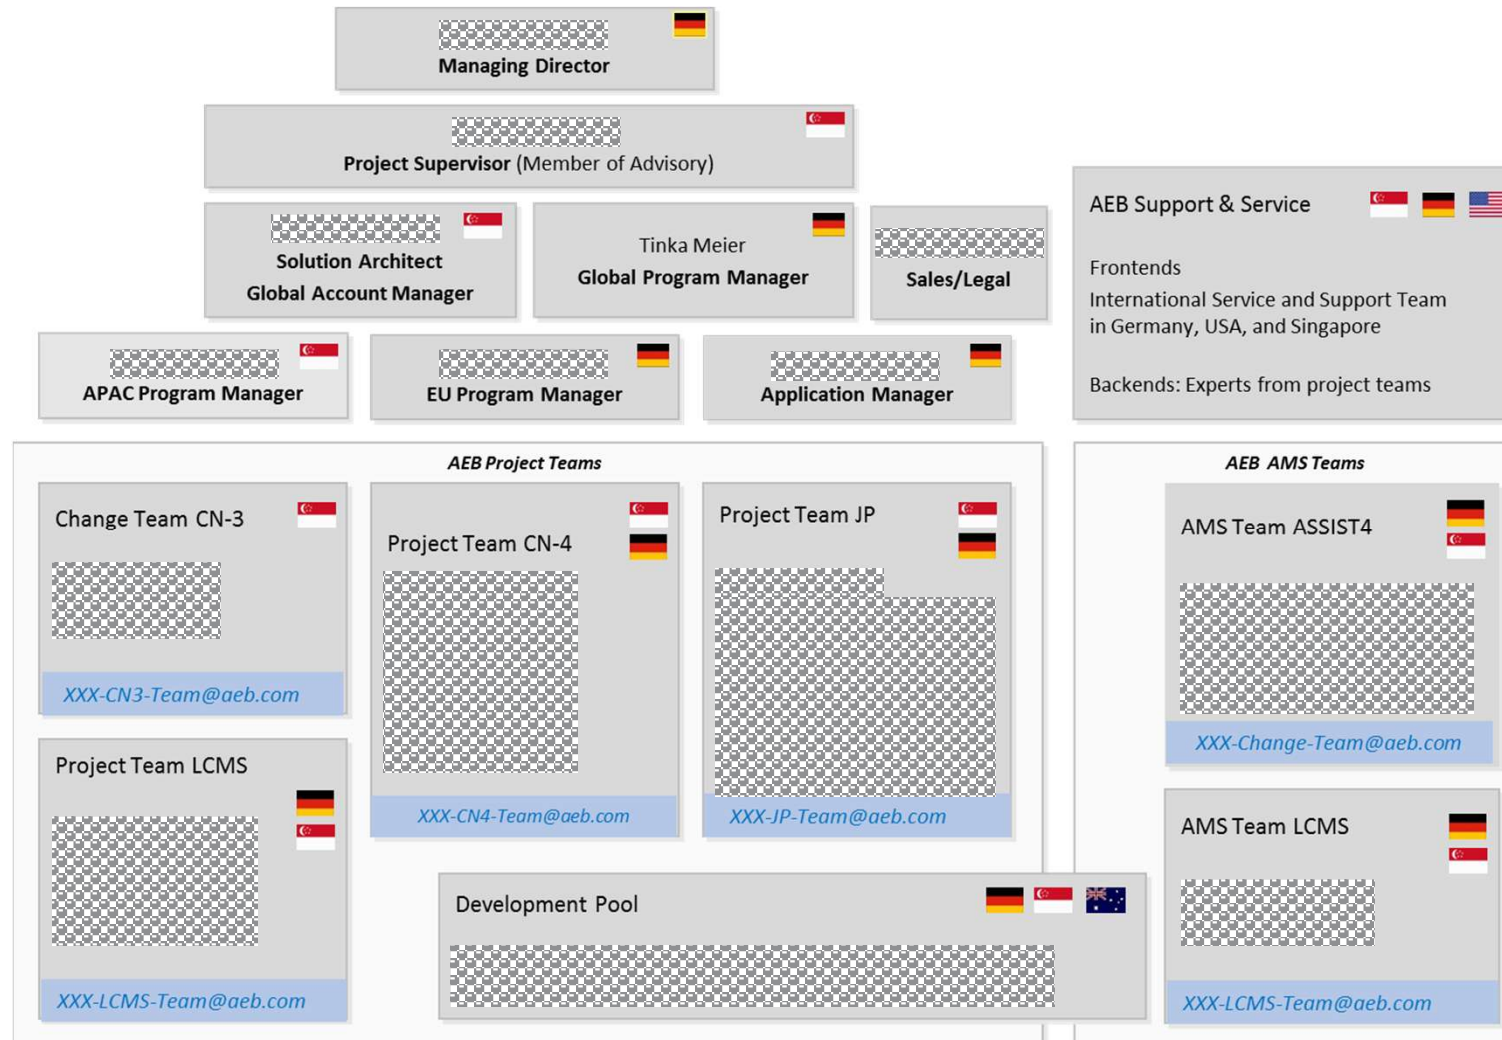 Managing Director
Project Supervisor (Member of Advisory)
Solution Architect
Global Account Manager
Tinka Meier
Global Program Manager
Sales/Legal
AEB Support & Service
Frontends
International Service and Support Team
in Germany, USA, and Singapore
Backends: Experts from project teams
APAC Program Manager
EU Program Manager
Application Manager
AEB Project Teams
Change Team CN-3
XXX-CN3-Team@aeb.com
Project Team CN-4
XXX-CN4-Team@aeb.com
Project Team JP
XXX-JP-Team@aeb.com
Project Team LCMS
XXX-LCMS-Team@aeb.com
Development Pool
AEB AMS Teams
AMS Team ASSIST4
XXX-Change-Team@aeb.com
AMS Team LCMS
XXX-LCMS-Team@aeb.com